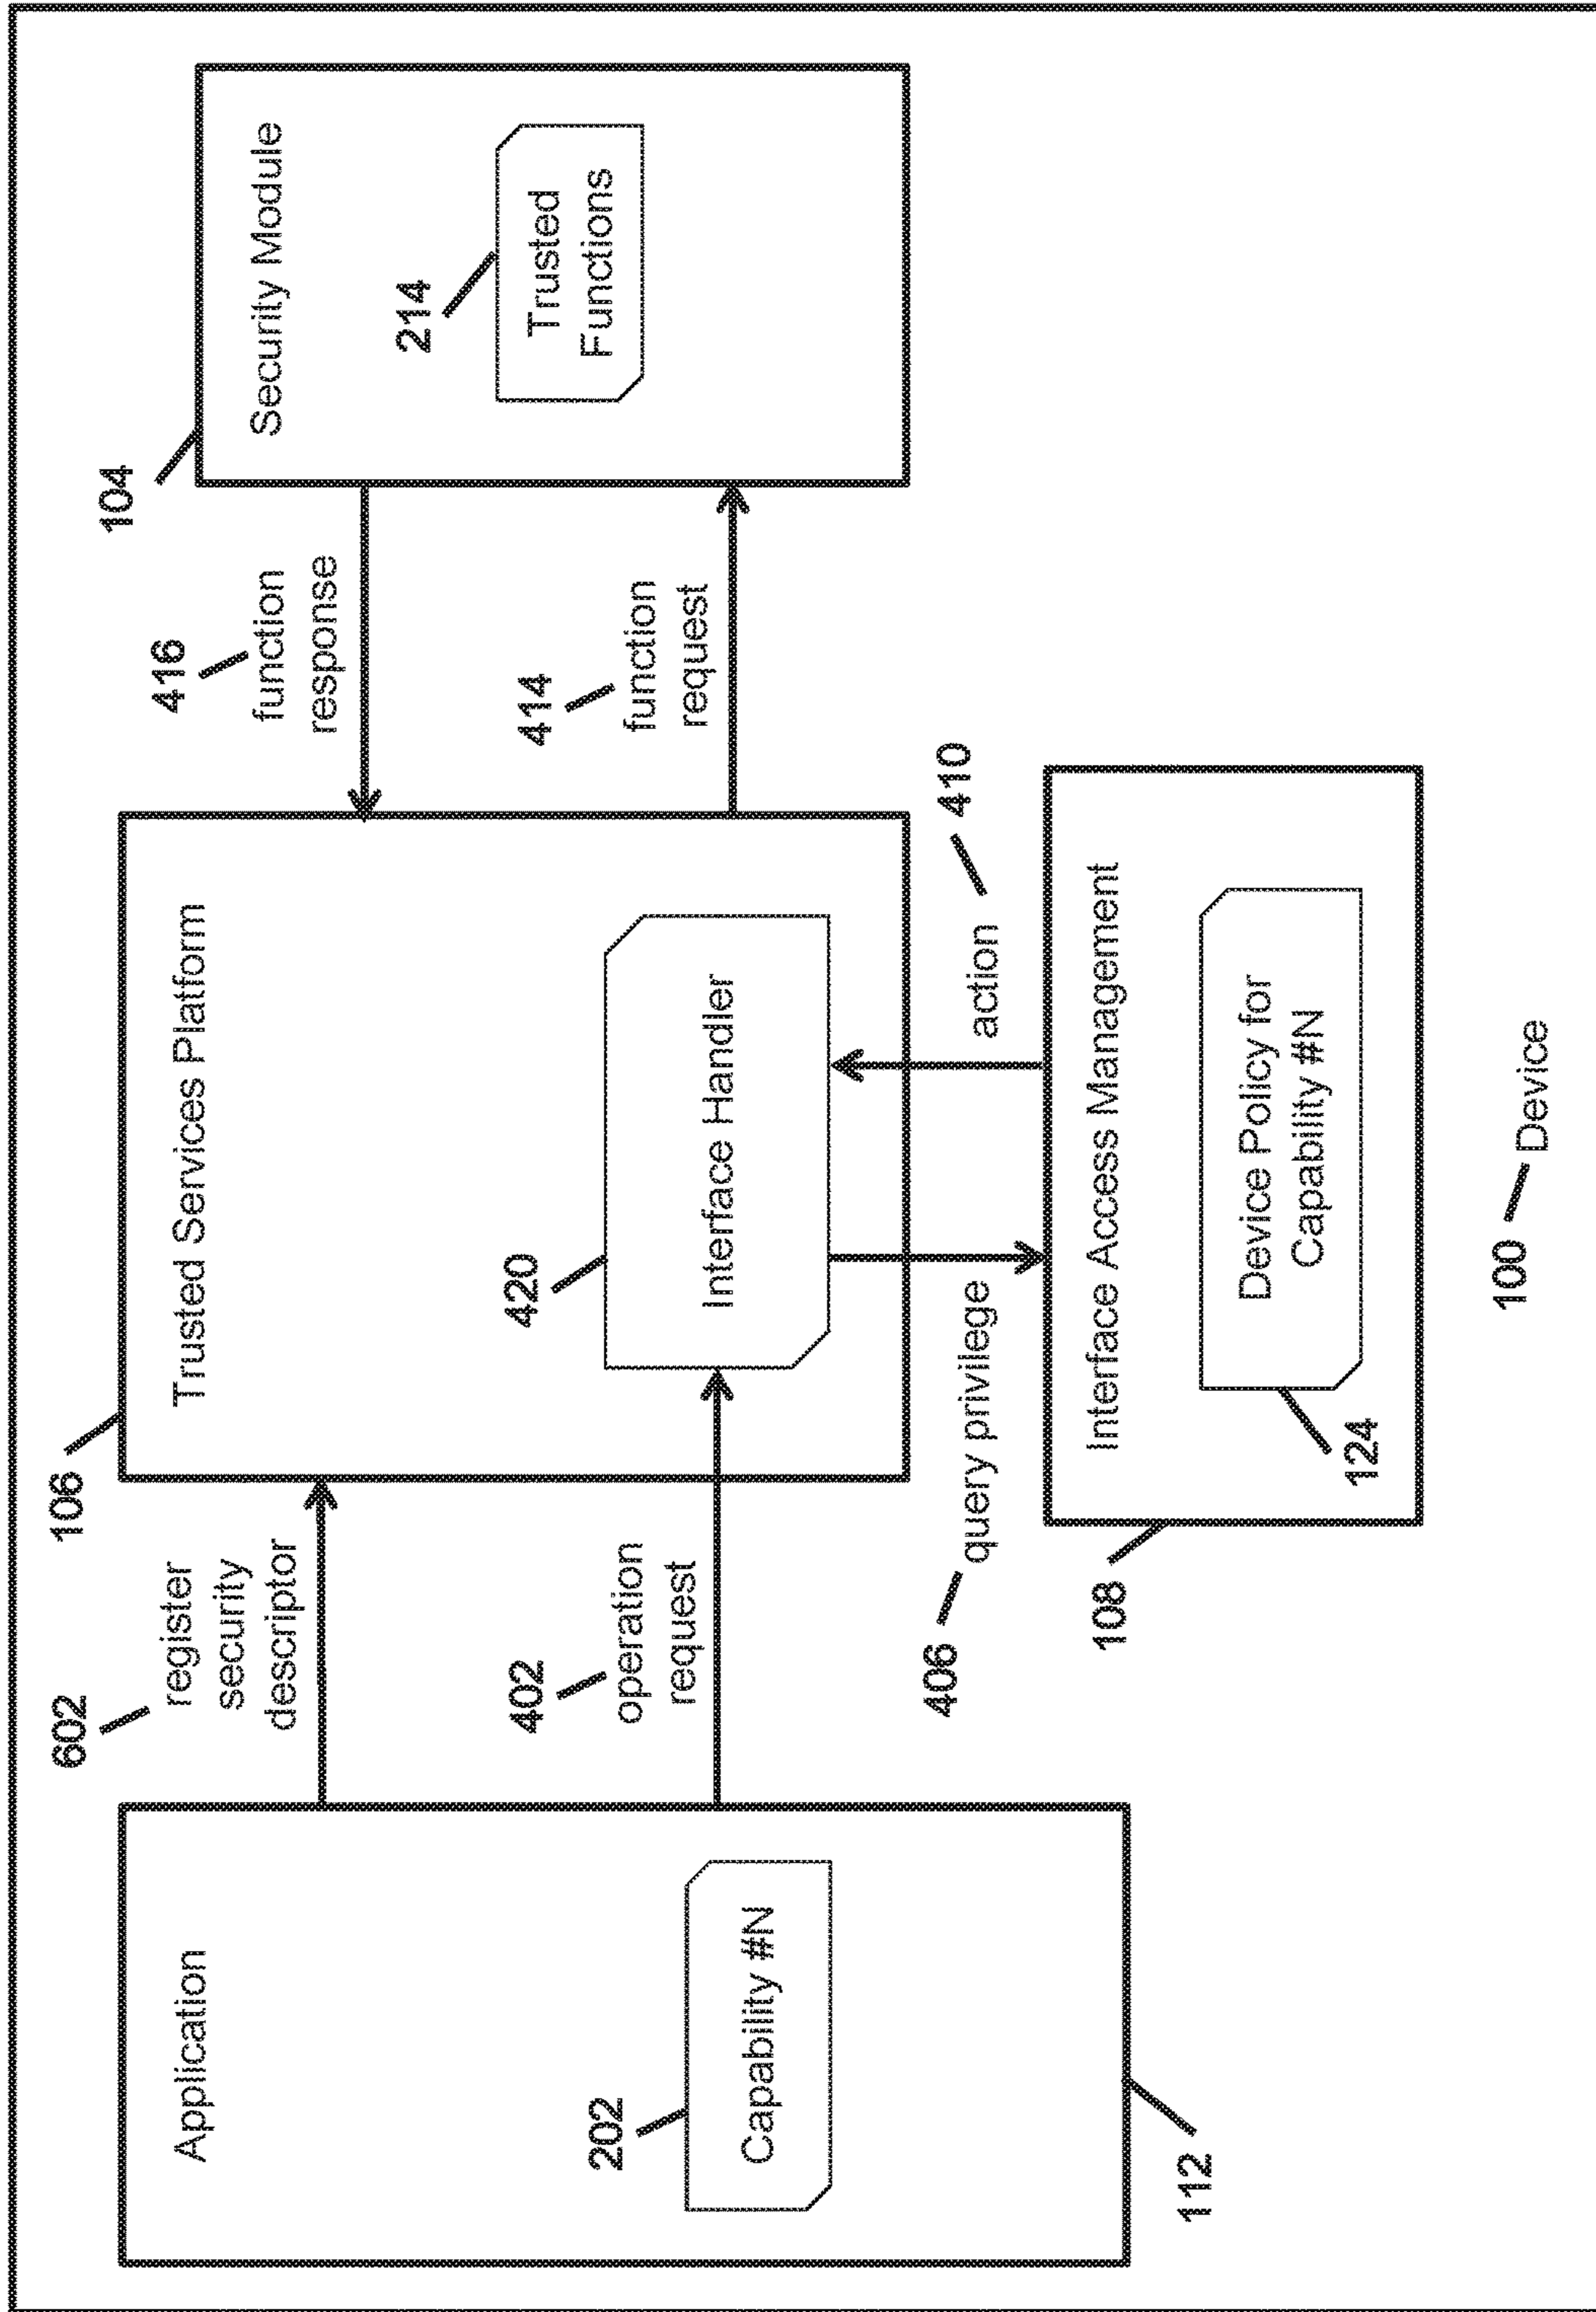 602
register
security
descriptor
106
416
function
response
104
Application
Trusted Services Platform
Security Module
402
operation
request
420
Interface Handler
414
function
request
214
Trusted
Functions
202
Capability #N
406
query privilege
action
410
112
108
Interface Access Management
124
Device Policy for
Capability #N
100
Device